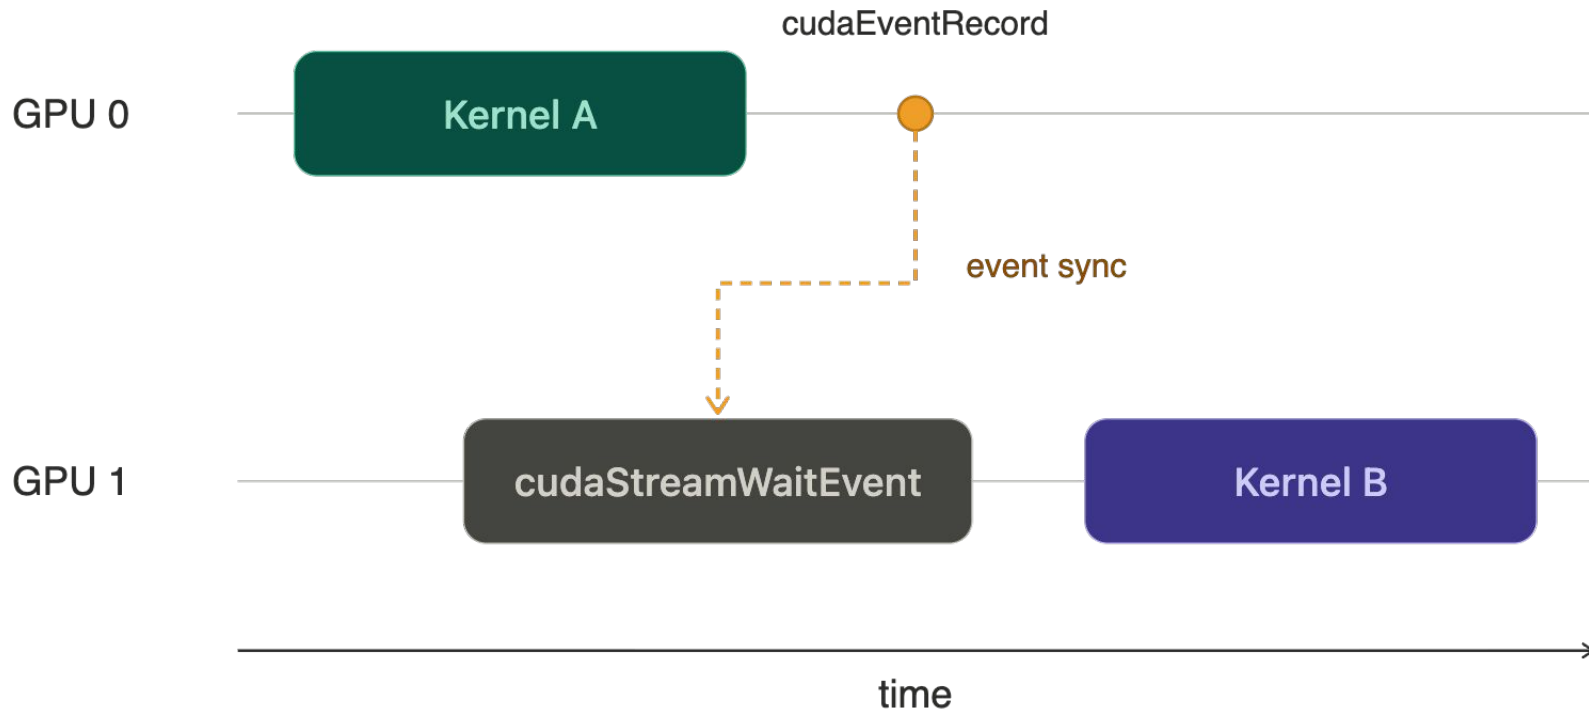 cudaEventRecord
GPU 0
Kernel A
event sync
GPU 1
cudaStreamWaitEvent
Kernel B
time